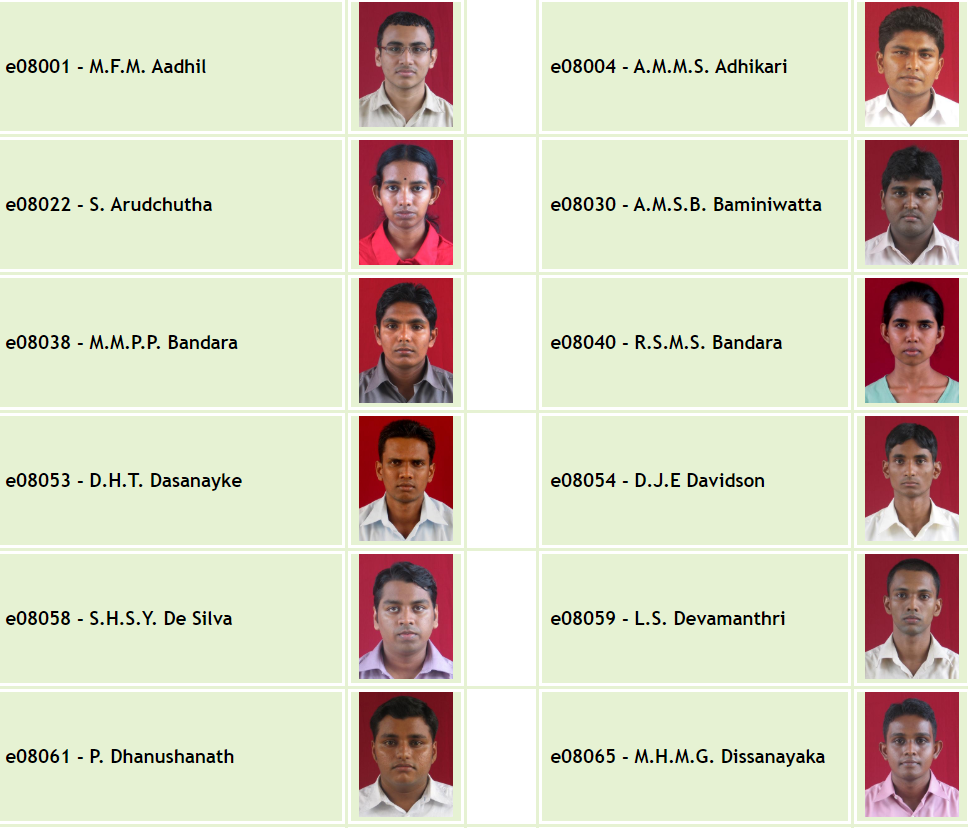 e08001 - M.F.M. Aadhil
e08004 - A.M.M.S. Adhikari
e08022 - S. Arudchutha
e08030 - A.M.S.B. Baminiwatta
e08038 - M.M.P.P. Bandara
e08040 - R.S.M.S. Bandara
e08053 - D.H.T. Dasanayke
e08054 - D.J.E Davidson
e08058 - S.H.S.Y. De Silva
e08059 - L.S. Devamanthri
e08061 - P. Dhanushanath
e08065 - M.H.M.G. Dissanayaka